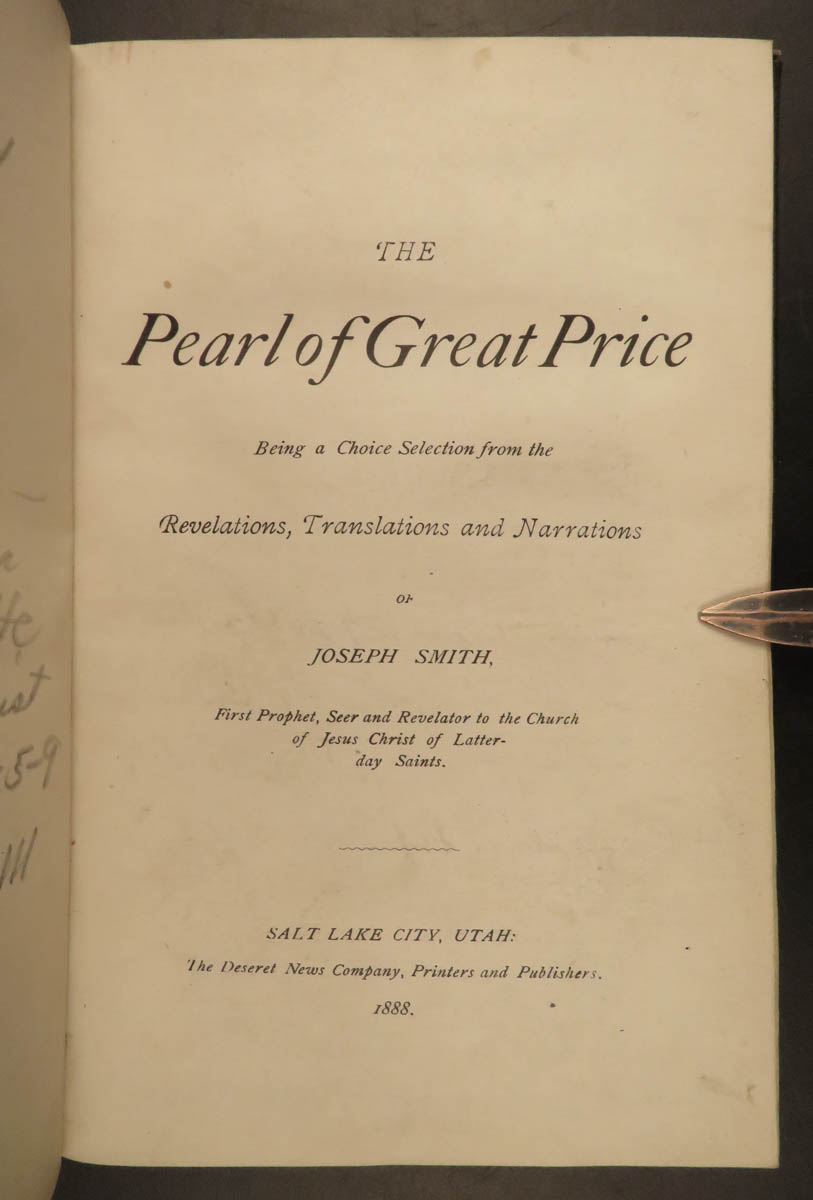 THE
Pearl of Great Price
Being a Choice Selection from the
Revelations, Translations and Narrations
OF
JOSEPH SMITH,
First Prophet, Seer and Revelator to the Church
of Jesus Christ of Latter-
day Saints.
SALT LAKE CITY, UTAH:
The Deseret News Company, Printers and Publishers.
1888.
5-9